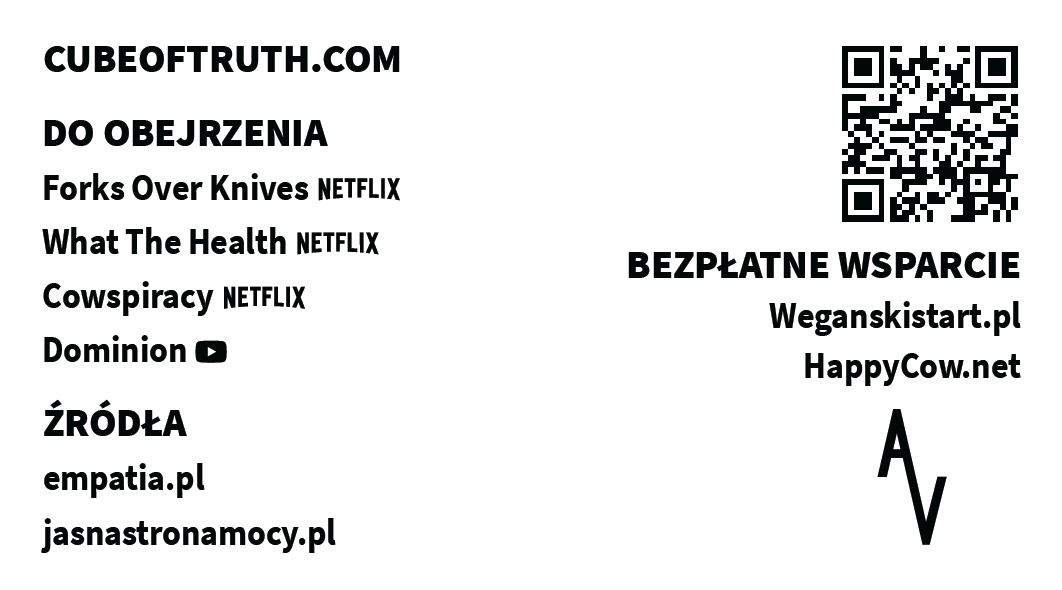 CUBEOFTRUTH.COM
DO OBEJRZENIA
Forks Over Knives NETFLIX
What The Health NETFLIX
Cowspiracy NETFLIX
Dominion
ŹRÓDŁA
empatia.pl
jasnastronamocy.pl
BEZPŁATNE WSPARCIE
Weganskistart.pl
HappyCow.net
AV